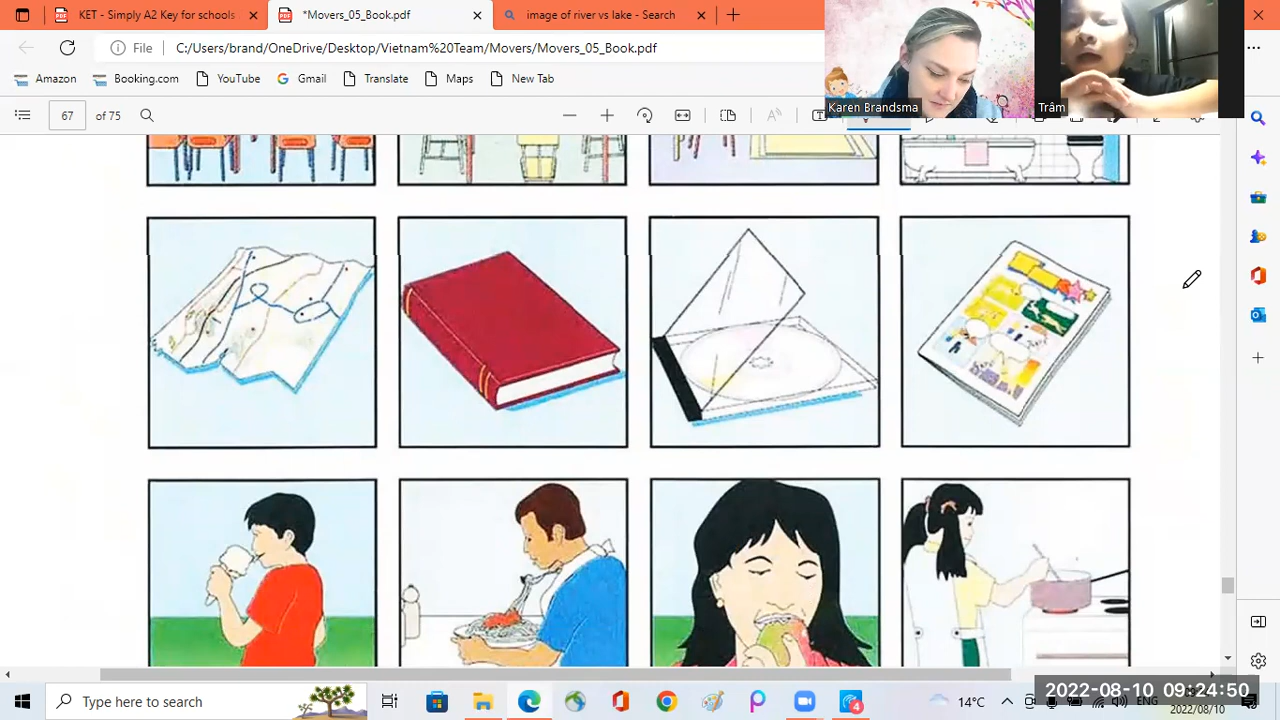 KET - Simply A2 Key for schools
*Movers_05_Book.pdf
image of river vs lake - Search
File
C:/Users/brand/OneDrive/Desktop/Vietnam%20Team/Movers/Movers_05_Book.pdf
Amazon
Booking.com
YouTube
Gmail
Translate
Maps
New Tab
67 of 75
Karen Brandsma
Trâm
Type here to search
4
14°C
ENG
2022-08-10 09:24:50
2022/08/10